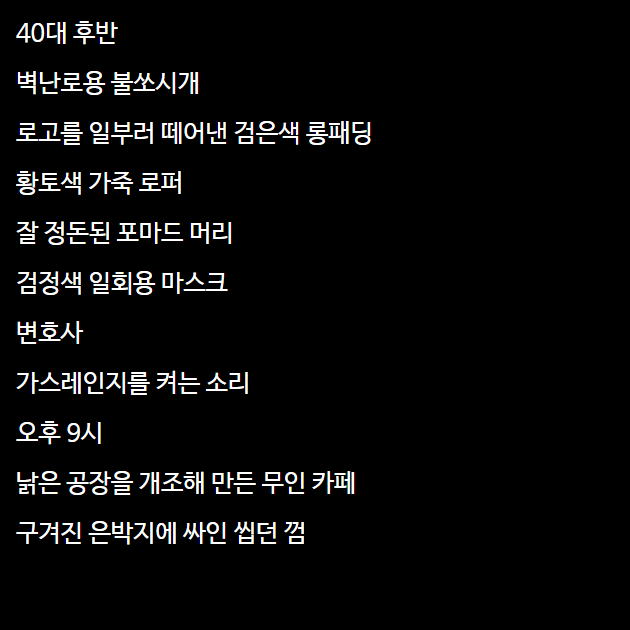 40대 후반
벽난로용 불쏘시개
로고를 일부러 떼어낸 검은색 롱패딩
황토색 가죽 로퍼
잘 정돈된 포마드 머리
검정색 일회용 마스크
변호사
가스레인지를 켜는 소리
오후 9시
낡은 공장을 개조해 만든 무인 카페
구겨진 은박지에 싸인 씹던 껌